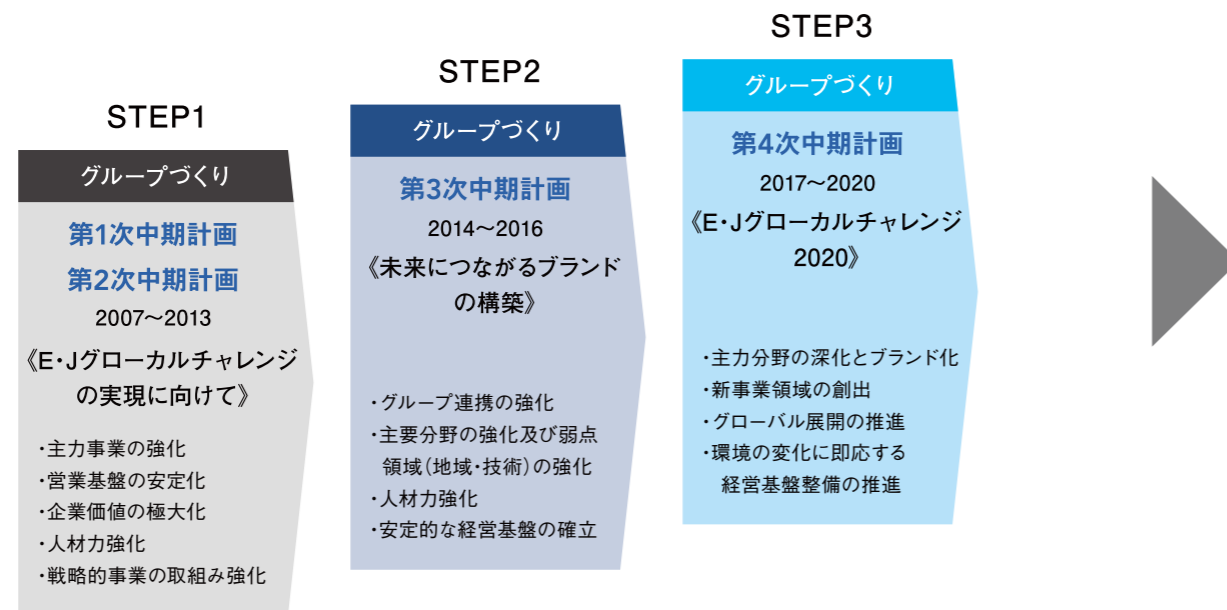 STEP1
グループづくり
第1次中期計画
第2次中期計画
2007〜2013
《E・Jグローカルチャレンジ
の実現に向けて》
・主力事業の強化
・営業基盤の安定化
・企業価値の極大化
・人材力強化
・戦略的事業の取組み強化
STEP2
グループづくり
第3次中期計画
2014〜2016
《未来につながるブランド
の構築》
・グループ連携の強化
・主要分野の強化及び弱点
領域（地域・技術）の強化
・人材力強化
・安定的な経営基盤の確立
STEP3
グループづくり
第4次中期計画
2017〜2020
《E・Jグローカルチャレンジ
2020》
・主力分野の深化とブランド化
・新事業領域の創出
・グローバル展開の推進
・環境の変化に即応する
経営基盤整備の推進